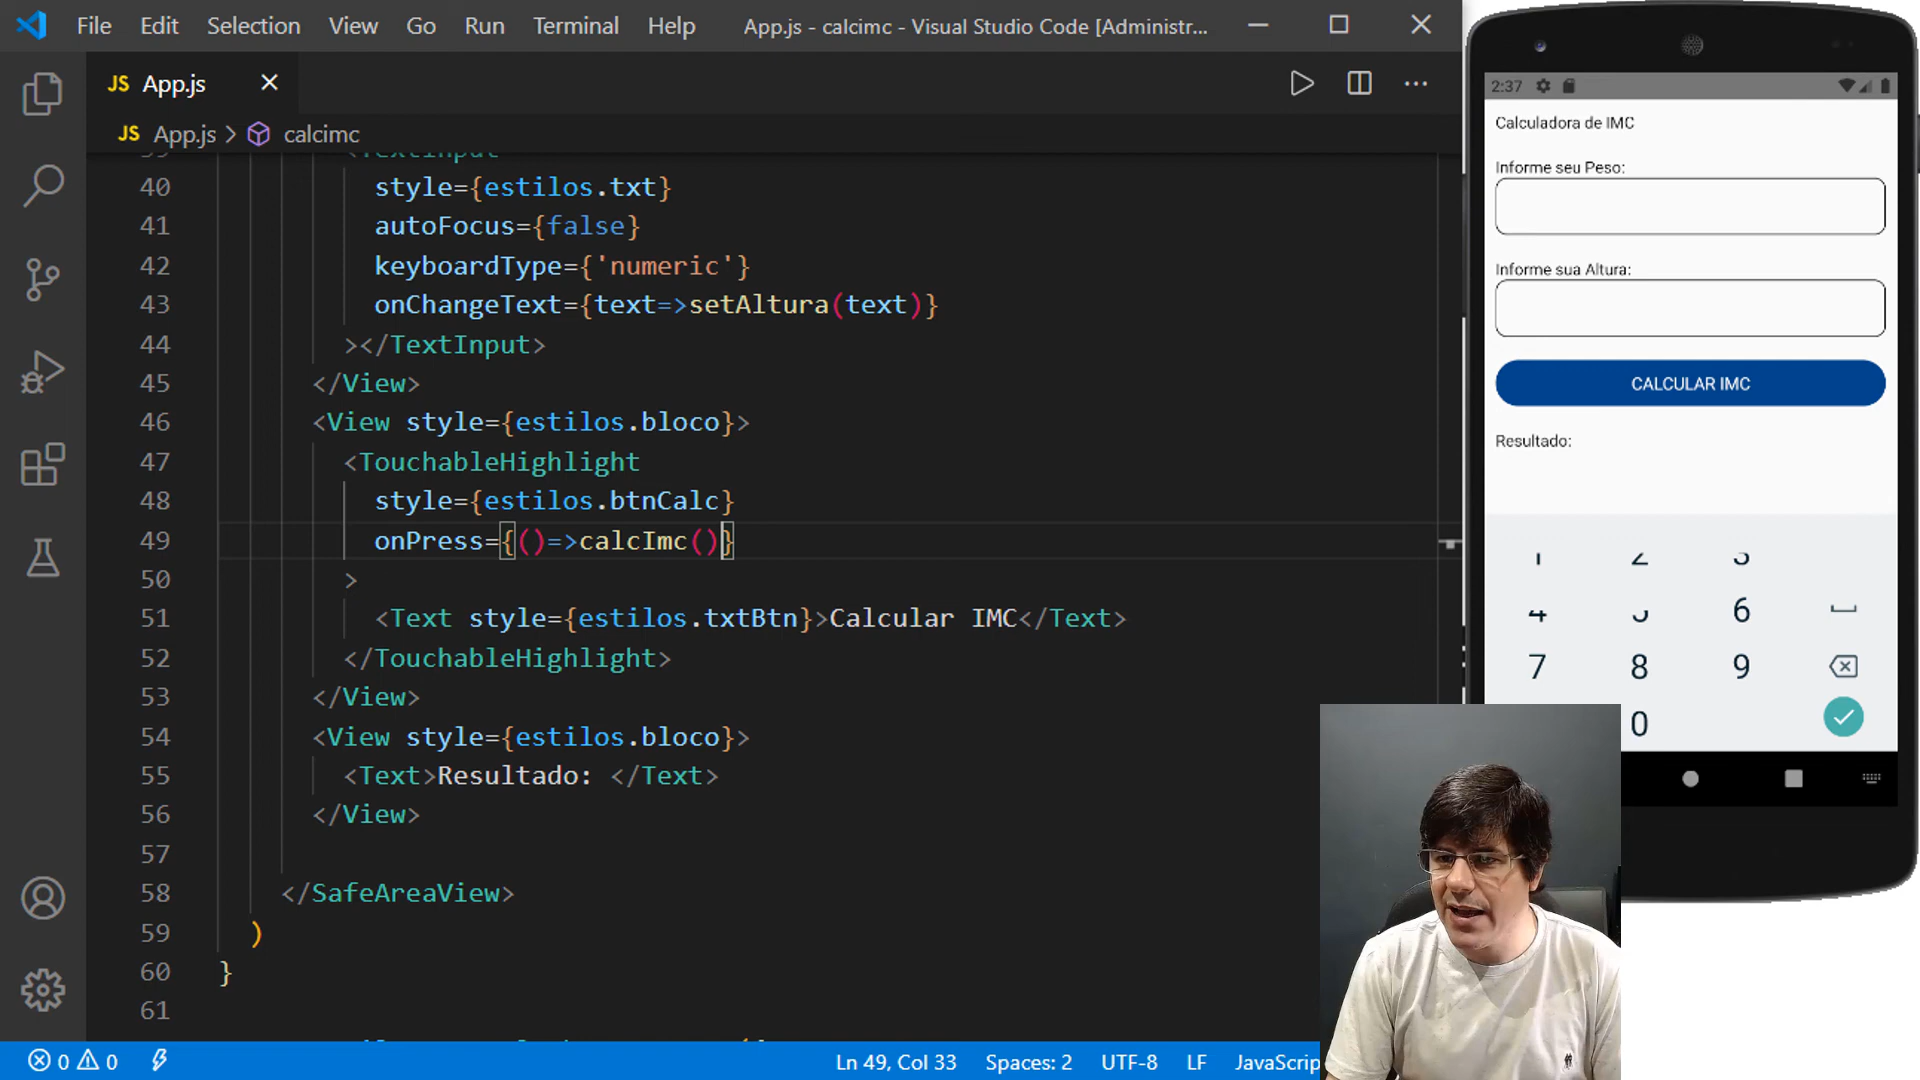 File Edit Selection View Go Run Terminal Help App.js - calcimc - Visual Studio Code [Administr...
JS App.js
JS App.js > calcimc
<TextInput
40 style={estilos.txt}
41 autoFocus={false}
42 keyboardType={'numeric'}
43 onChangeText={text=>setAltura(text)}
44 ></TextInput>
45 </View>
46 <View style={estilos.bloco}>
47 <TouchableHighlight
48 style={estilos.btnCalc}
49 onPress={()=>calcImc()}
50 >
51 <Text style={estilos.txtBtn}>Calcular IMC</Text>
52 </TouchableHighlight>
53 </View>
54 <View style={estilos.bloco}>
55 <Text>Resultado: </Text>
56 </View>
57
58 </SafeAreaView>
59 )
60 }
61
0 0 Ln 49, Col 33 Spaces: 2 UTF-8 LF JavaScrip
2:37
Calculadora de IMC
Informe seu Peso:
Informe sua Altura:
CALCULAR IMC
Resultado:
1 2 3
4 5 6
7 8 9
0